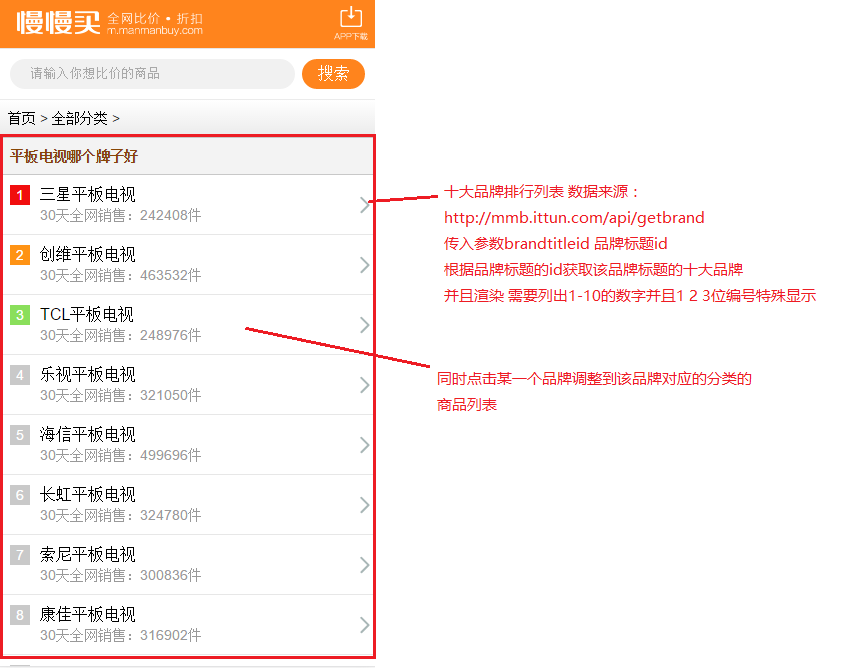 慢慢买 全网比价·折扣
m.manmanbuy.com
APP下载
请输入你想比价的商品
搜索
首页 > 全部分类 >
平板电视哪个牌子好
1 三星平板电视
30天全网销售：242408件
2 创维平板电视
30天全网销售：463532件
3 TCL平板电视
30天全网销售：248976件
4 乐视平板电视
30天全网销售：321050件
5 海信平板电视
30天全网销售：499696件
6 长虹平板电视
30天全网销售：324780件
7 索尼平板电视
30天全网销售：300836件
8 康佳平板电视
30天全网销售：316902件
十大品牌排行列表 数据来源：
http://mmb.ittun.com/api/getbrand
传入参数brandtitleid 品牌标题id
根据品牌标题的id获取该品牌标题的十大品牌
并且渲染 需要列出1-10的数字并且1 2 3位编号特殊显示
同时点击某一个品牌调整到该品牌对应的分类的
商品列表